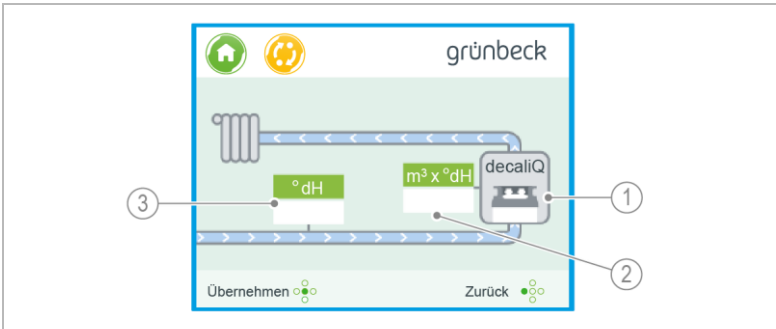 grünbeck
decaliQ
m³ x °dH
°dH
1
3
2
Übernehmen
Zurück